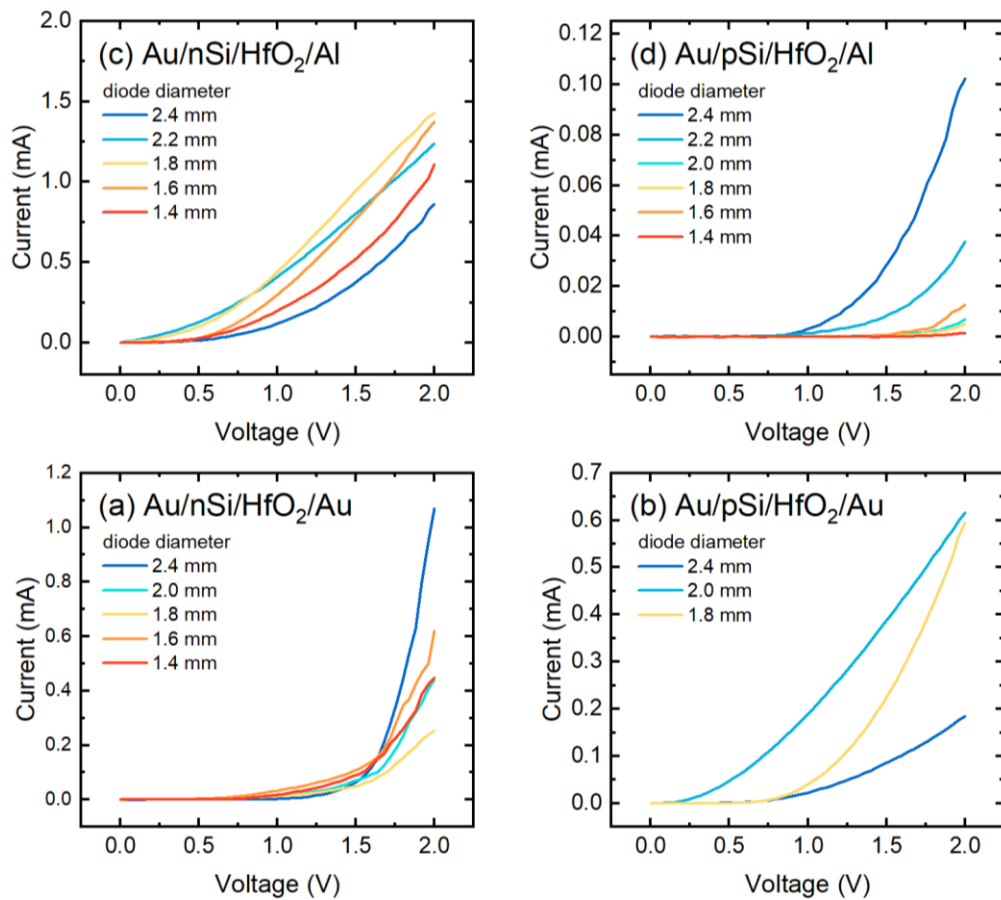 (c) Au/nSi/HfO₂/Al
diode diameter
2.4 mm
2.2 mm
1.8 mm
1.6 mm
1.4 mm
2.0
1.5
1.0
0.5
0.0
Current (mA)
0.0 0.5 1.0 1.5 2.0
Voltage (V)
(d) Au/pSi/HfO₂/Al
diode diameter
2.4 mm
2.2 mm
2.0 mm
1.8 mm
1.6 mm
1.4 mm
0.12
0.10
0.08
0.06
0.04
0.02
0.00
Current (mA)
0.0 0.5 1.0 1.5 2.0
Voltage (V)
(a) Au/nSi/HfO₂/Au
diode diameter
2.4 mm
2.0 mm
1.8 mm
1.6 mm
1.4 mm
1.2
1.0
0.8
0.6
0.4
0.2
0.0
Current (mA)
0.0 0.5 1.0 1.5 2.0
Voltage (V)
(b) Au/pSi/HfO₂/Au
diode diameter
2.4 mm
2.0 mm
1.8 mm
0.7
0.6
0.5
0.4
0.3
0.2
0.1
0.0
Current (mA)
0.0 0.5 1.0 1.5 2.0
Voltage (V)